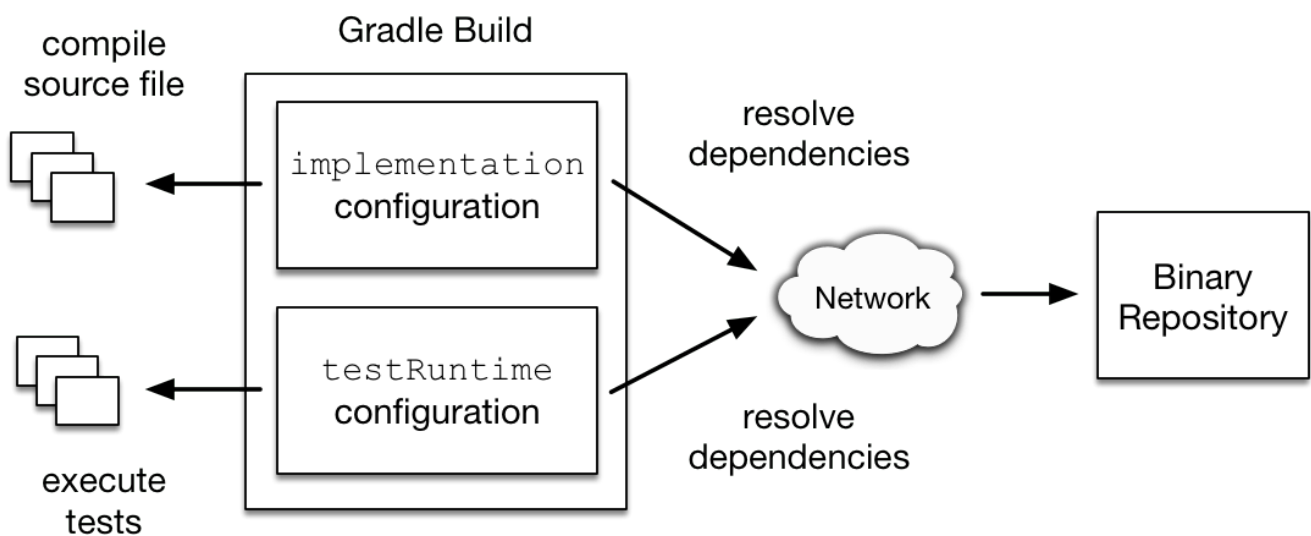 Gradle Build
compile
source file
implementation
configuration
resolve
dependencies
Network
Binary
Repository
testRuntime
configuration
resolve
dependencies
execute
tests